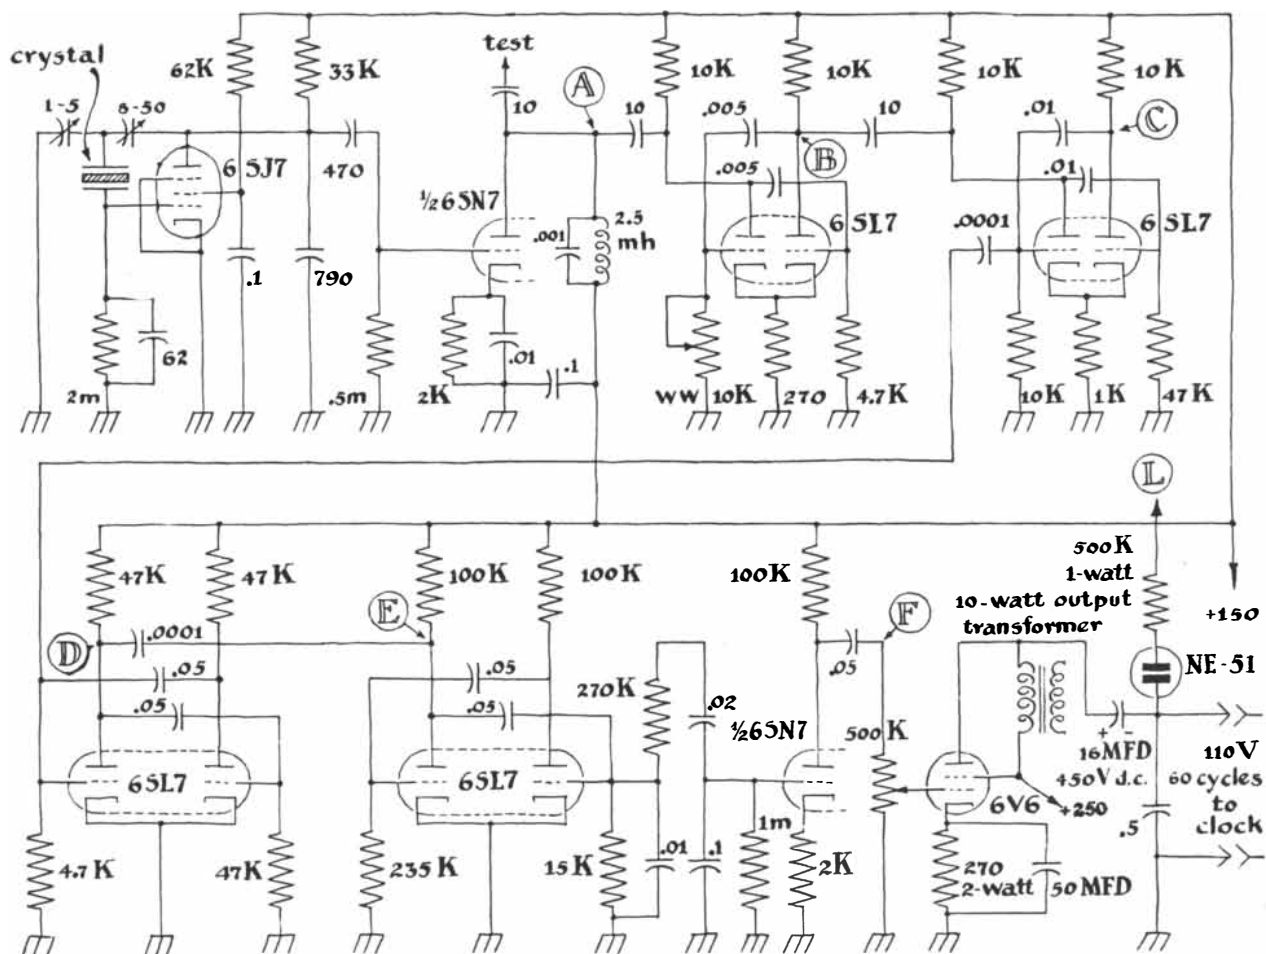 crystal
1-5
8-50
62K
33K
test
10
A
10
10K
10K
10K
10K
.005
B
10
.01
C
6SJ7
470
½6SN7
2.5
mh
.001
.005
6SL7
.0001
.01
6SL7
.1
790
62
2m
.5m
2K
.01
.1
WW 10K
270
4.7K
10K
1K
47K
L
47K
47K
100K
100K
100K
500K
1-watt
10-watt output
transformer
+150
D
.0001
E
F
NE-51
.05
.05
.05
.05
270K
.02
.05
½6SN7
500K
+ -
16MFD
450V d.c.
110V
60 cycles
to
clock
6SL7
6SL7
6V6
+250
.5
4.7K
47K
235K
15K
.01
.1
1m
2K
270
2-watt
50MFD